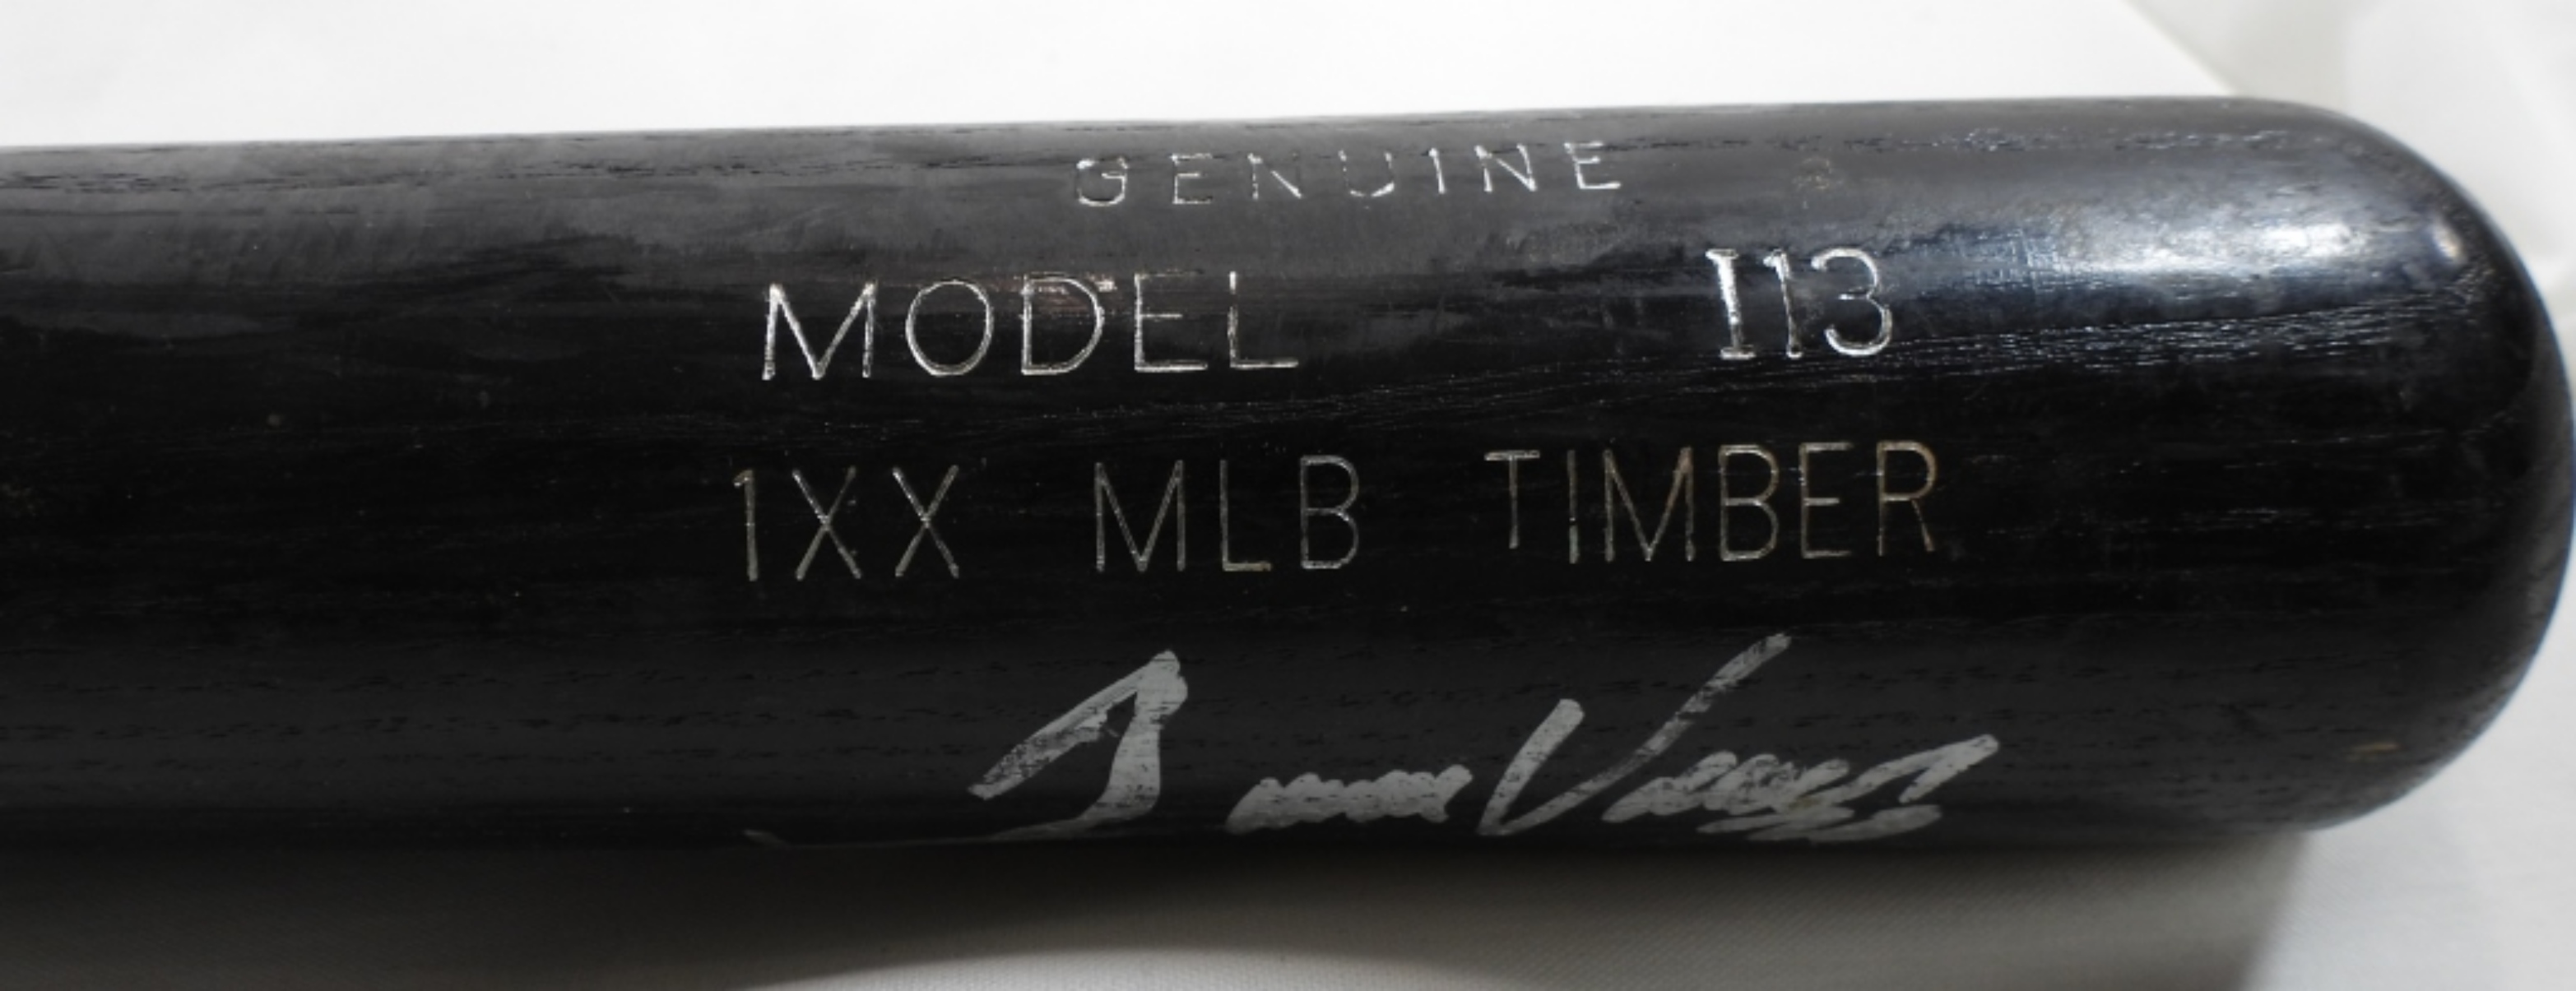 GENUINE
MODEL I13
1XX MLB TIMBER